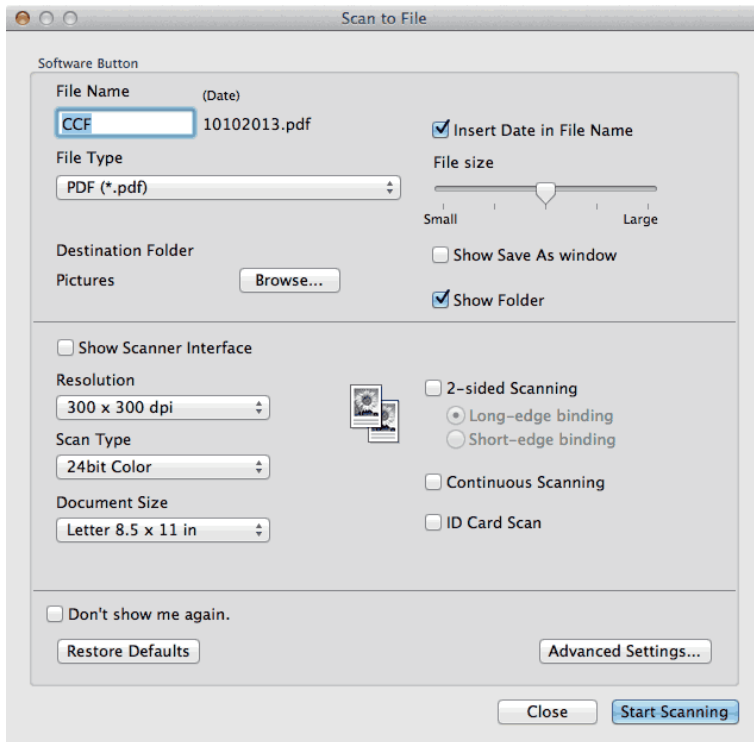 Scan to File
Software Button
File Name
(Date)
CCF
10102013.pdf
Insert Date in File Name
File Type
File size
PDF (*.pdf)
Small
Large
Destination Folder
Show Save As window
Pictures
Browse...
Show Folder
Show Scanner Interface
Resolution
2-sided Scanning
300 x 300 dpi
Long-edge binding
Scan Type
Short-edge binding
24bit Color
Continuous Scanning
Document Size
ID Card Scan
Letter 8.5 x 11 in
Don't show me again.
Restore Defaults
Advanced Settings...
Close
Start Scanning